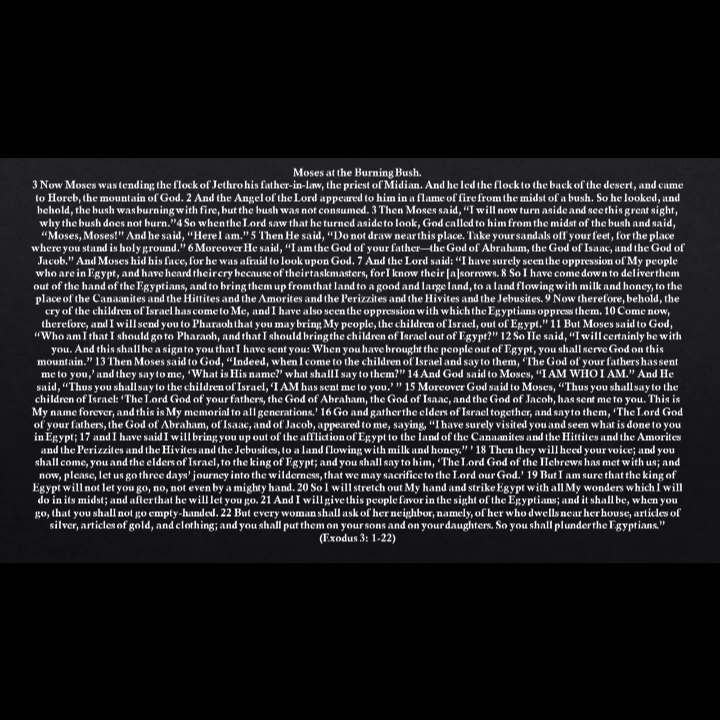 Moses at the Burning Bush.
3 Now Moses was tending the flock of Jethro his father-in-law, the priest of Midian. And he led the flock to the back of the desert, and came
to Horeb, the mountain of God. 2 And the Angel of the Lord appeared to him in a flame of fire from the midst of a bush. So he looked, and
behold, the bush was burning with fire, but the bush was not consumed. 3 Then Moses said, “I will now turn aside and see this great sight,
why the bush does not burn.”4 So when the Lord saw that he turned aside to look, God called to him from the midst of the bush and said,
“Moses, Moses!” And he said, “Here I am.” 5 Then He said, “Do not draw near this place. Take your sandals off your feet, for the place
where you stand is holy ground.” 6 Moreover He said, “I am the God of your father—the God of Abraham, the God of Isaac, and the God of
Jacob.” And Moses hid his face, for he was afraid to look upon God. 7 And the Lord said: “I have surely seen the oppression of My people
who are in Egypt, and have heard their cry because of their taskmasters, for I know their [a]sorrows. 8 So I have come down to deliver them
out of the hand of the Egyptians, and to bring them up from that land to a good and large land, to a land flowing with milk and honey, to the
place of the Canaanites and the Hittites and the Amorites and the Perizzites and the Hivites and the Jebusites. 9 Now therefore, behold, the
cry of the children of Israel has come to Me, and I have also seen the oppression with which the Egyptians oppress them. 10 Come now,
therefore, and I will send you to Pharaoh that you may bring My people, the children of Israel, out of Egypt.” 11 But Moses said to God,
“Who am I that I should go to Pharaoh, and that I should bring the children of Israel out of Egypt?” 12 So He said, “I will certainly be with
you. And this shall be a sign to you that I have sent you: When you have brought the people out of Egypt, you shall serve God on this
mountain.” 13 Then Moses said to God, “Indeed, when I come to the children of Israel and say to them, ‘The God of your fathers has sent
me to you,’ and they say to me, ‘What is His name?’ what shall I say to them?” 14 And God said to Moses, “I AM WHO I AM.” And He
said, “Thus you shall say to the children of Israel, ‘I AM has sent me to you.’ ” 15 Moreover God said to Moses, “Thus you shall say to the
children of Israel: ‘The Lord God of your fathers, the God of Abraham, the God of Isaac, and the God of Jacob, has sent me to you. This is
My name forever, and this is My memorial to all generations.’ 16 Go and gather the elders of Israel together, and say to them, ‘The Lord God
of your fathers, the God of Abraham, of Isaac, and of Jacob, appeared to me, saying, “I have surely visited you and seen what is done to you
in Egypt; 17 and I have said I will bring you up out of the affliction of Egypt to the land of the Canaanites and the Hittites and the Amorites
and the Perizzites and the Hivites and the Jebusites, to a land flowing with milk and honey.” ’ 18 Then they will heed your voice; and you
shall come, you and the elders of Israel, to the king of Egypt; and you shall say to him, ‘The Lord God of the Hebrews has met with us; and
now, please, let us go three days’ journey into the wilderness, that we may sacrifice to the Lord our God.’ 19 But I am sure that the king of
Egypt will not let you go, no, not even by a mighty hand. 20 So I will stretch out My hand and strike Egypt with all My wonders which I will
do in its midst; and after that he will let you go. 21 And I will give this people favor in the sight of the Egyptians; and it shall be, when you
go, that you shall not go empty-handed. 22 But every woman shall ask of her neighbor, namely, of her who dwells near her house, articles of
silver, articles of gold, and clothing; and you shall put them on your sons and on your daughters. So you shall plunder the Egyptians.”
(Exodus 3: 1-22)